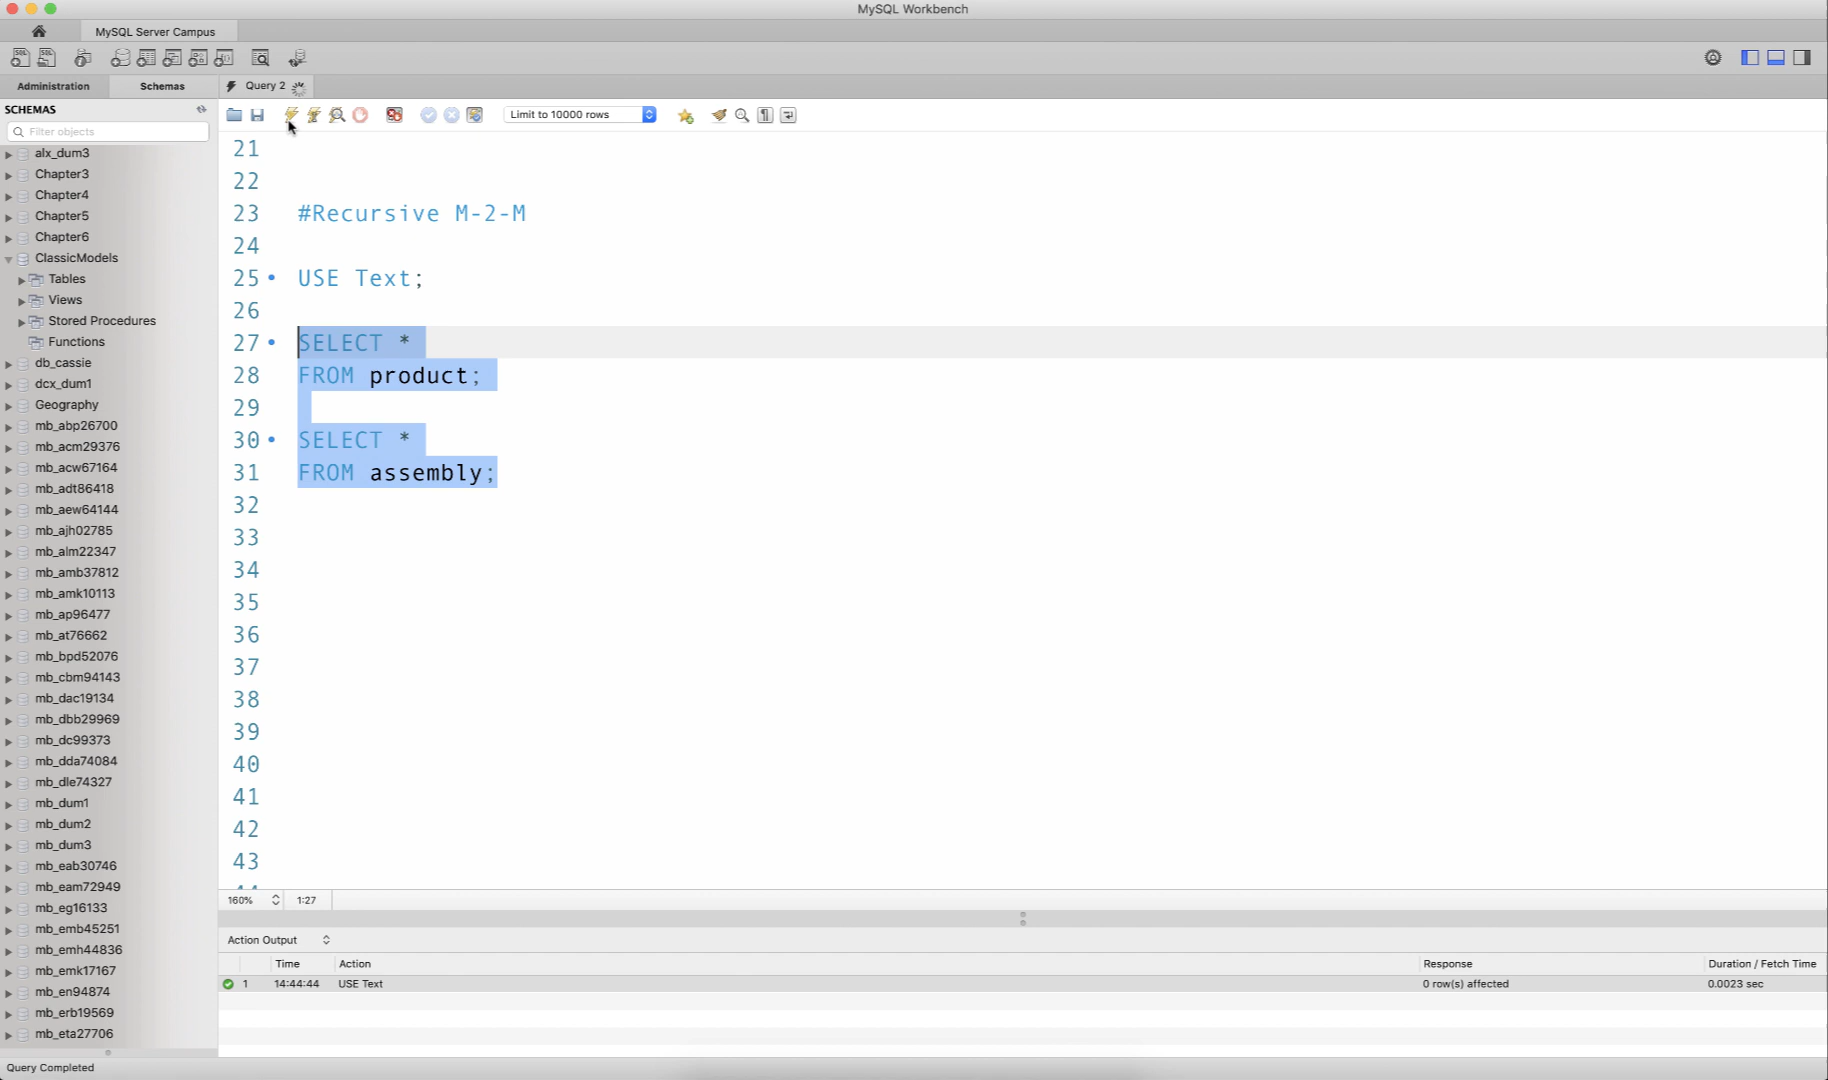 MySQL Workbench
MySQL Server Campus
Administration
Schemas
Query 2
SCHEMAS
Filter objects
Limit to 10000 rows
alx_dum3
Chapter3
Chapter4
Chapter5
Chapter6
ClassicModels
Tables
Views
Stored Procedures
Functions
db_cassie
dcx_dum1
Geography
mb_abp26700
mb_acm29376
mb_acw67164
mb_adt86418
mb_aew64144
mb_ajh02785
mb_alm22347
mb_amb37812
mb_amk10113
mb_ap96477
mb_at76662
mb_bpd52076
mb_cbm94143
mb_dac19134
mb_dbb29969
mb_dc99373
mb_dda74084
mb_dle74327
mb_dum1
mb_dum2
mb_dum3
mb_eab30746
mb_eam72949
mb_eg16133
mb_emb45251
mb_emh44836
mb_emk17167
mb_en94874
mb_erb19569
mb_eta27706
21
22
23 #Recursive M-2-M
24
25 USE Text;
26
27 SELECT *
28 FROM product;
29
30 SELECT *
31 FROM assembly;
32
33
34
35
36
37
38
39
40
41
42
43
160% 1:27
Action Output
Time Action Response Duration / Fetch Time
1 14:44:44 USE Text 0 row(s) affected 0.0023 sec
Query Completed